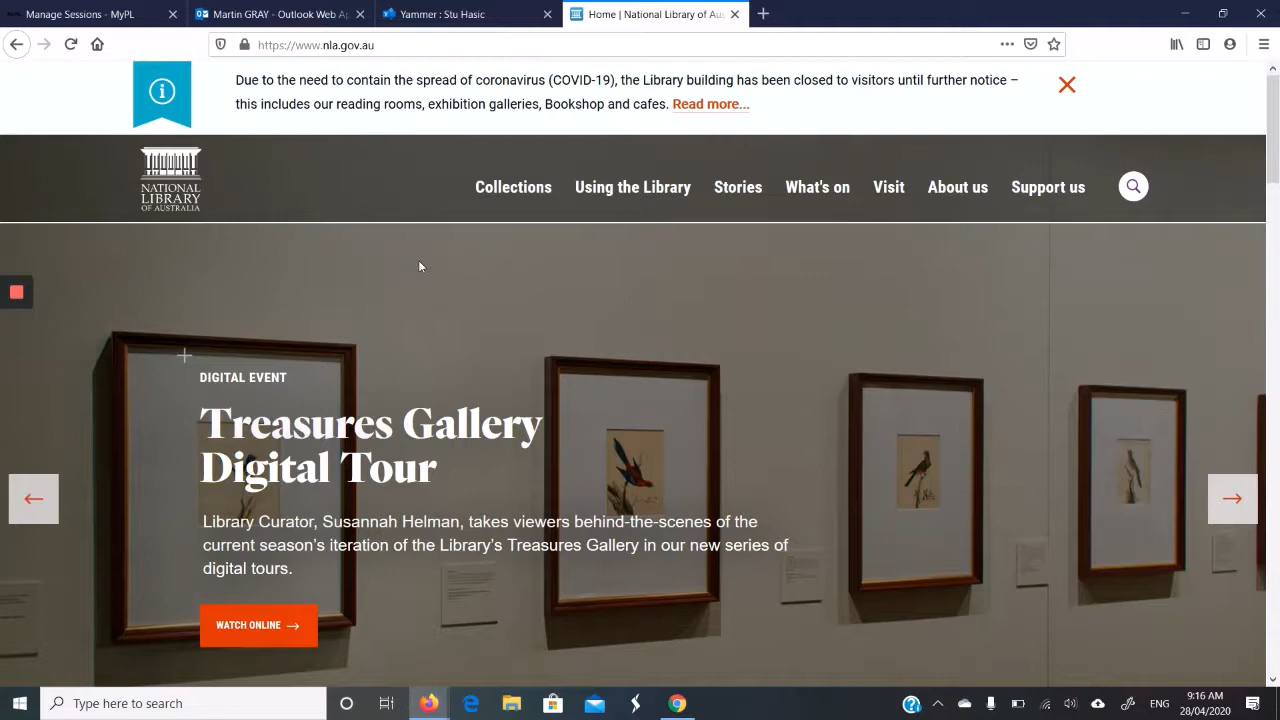 Manage Sessions - MyPL
Martin GRAY - Outlook Web Ap
Yammer : Stu Hasic
Home | National Library of Aus
https://www.nla.gov.au
Due to the need to contain the spread of coronavirus (COVID-19), the Library building has been closed to visitors until further notice –
this includes our reading rooms, exhibition galleries, Bookshop and cafes. Read more...
NATIONAL
LIBRARY
OF AUSTRALIA
Collections
Using the Library
Stories
What's on
Visit
About us
Support us
DIGITAL EVENT
Treasures Gallery
Digital Tour
Library Curator, Susannah Helman, takes viewers behind-the-scenes of the
current season's iteration of the Library's Treasures Gallery in our new series of
digital tours.
WATCH ONLINE
Type here to search
ENG
9:16 AM
28/04/2020